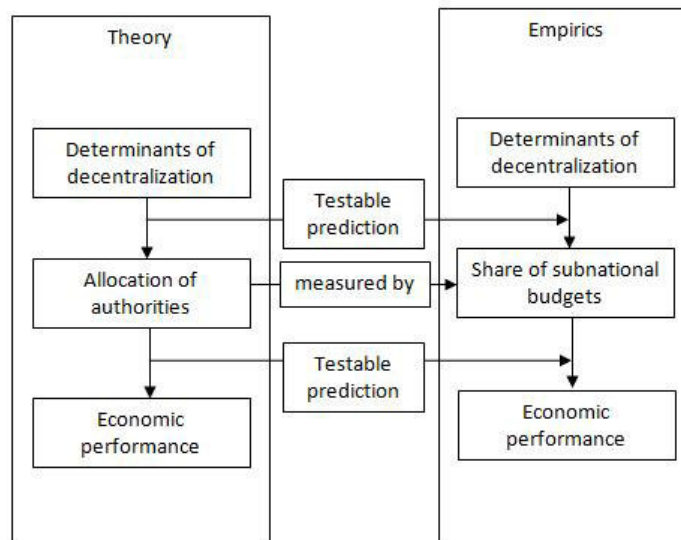 Theory
Empirics
Determinants of
decentralization
Determinants of
decentralization
Testable
prediction
Allocation of
authorities
measured by
Share of subnational
budgets
Testable
prediction
Economic
performance
Economic
performance